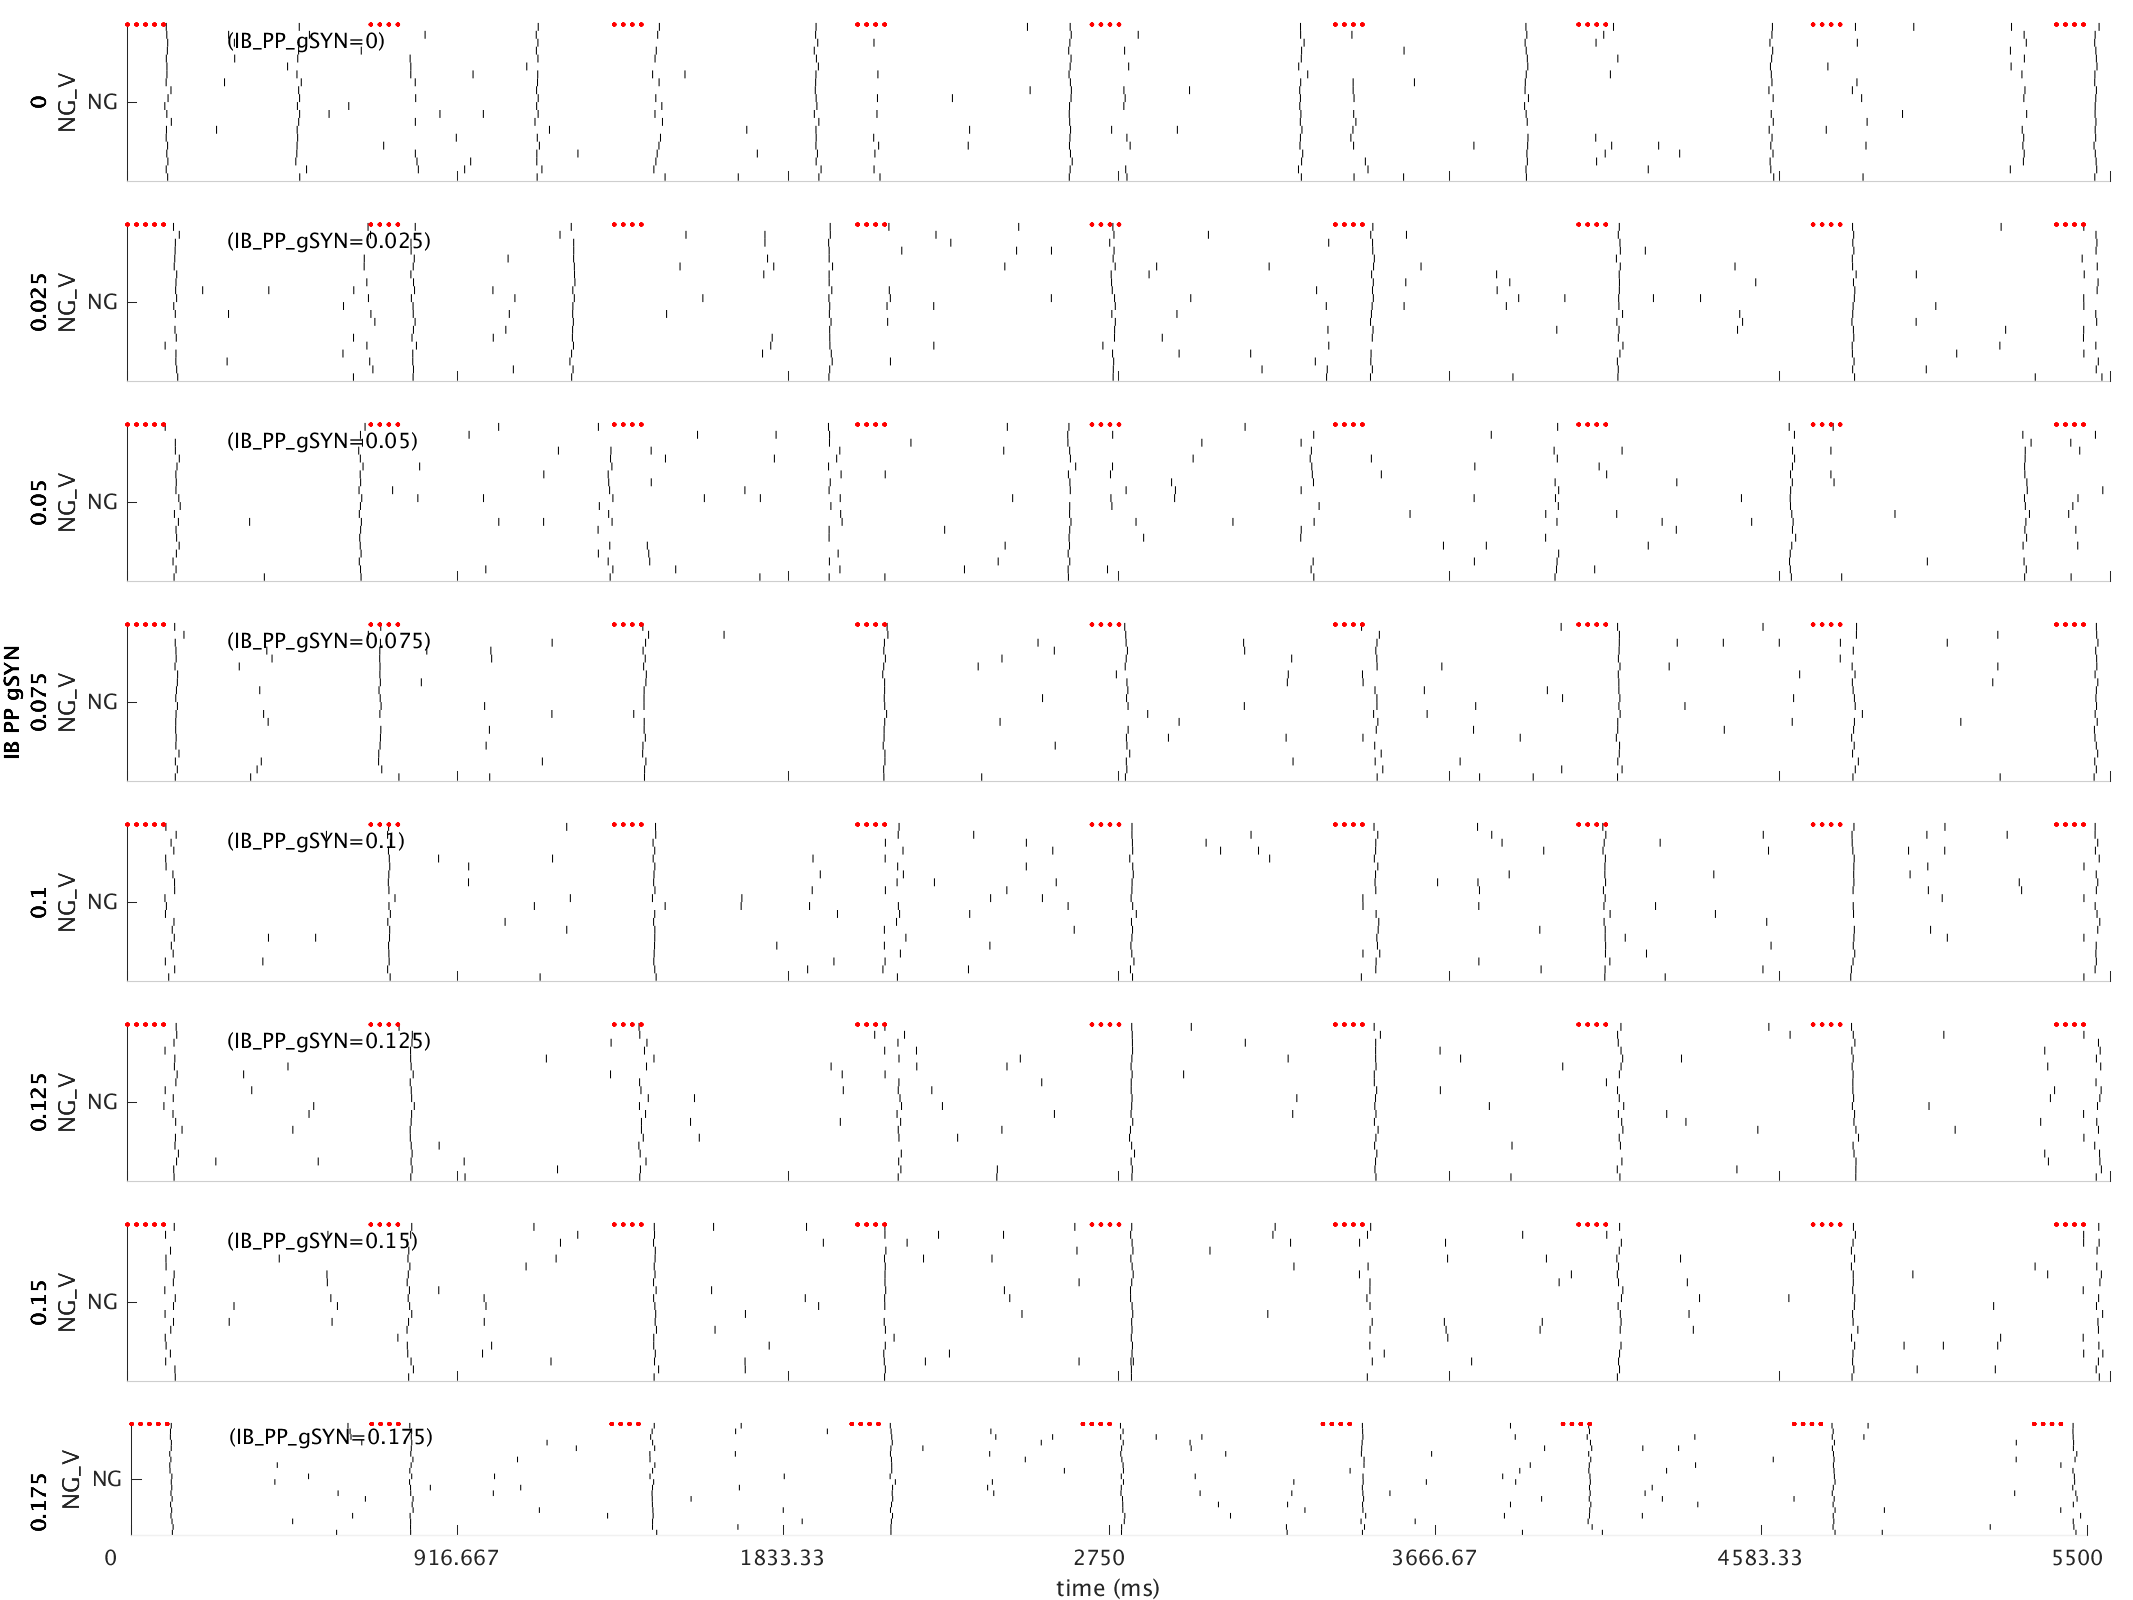 IB PP gSYN
0
NG_V
NG
(IB_PP_gSYN=0)
0.025
NG_V
NG
(IB_PP_gSYN=0.025)
0.05
NG_V
NG
(IB_PP_gSYN=0.05)
0.075
NG_V
NG
(IB_PP_gSYN=0.075)
0.1
NG_V
NG
(IB_PP_gSYN=0.1)
0.125
NG_V
NG
(IB_PP_gSYN=0.125)
0.15
NG_V
NG
(IB_PP_gSYN=0.15)
0.175
NG_V
NG
(IB_PP_gSYN=0.175)
0 916.667 1833.33 2750 3666.67 4583.33 5500
time (ms)